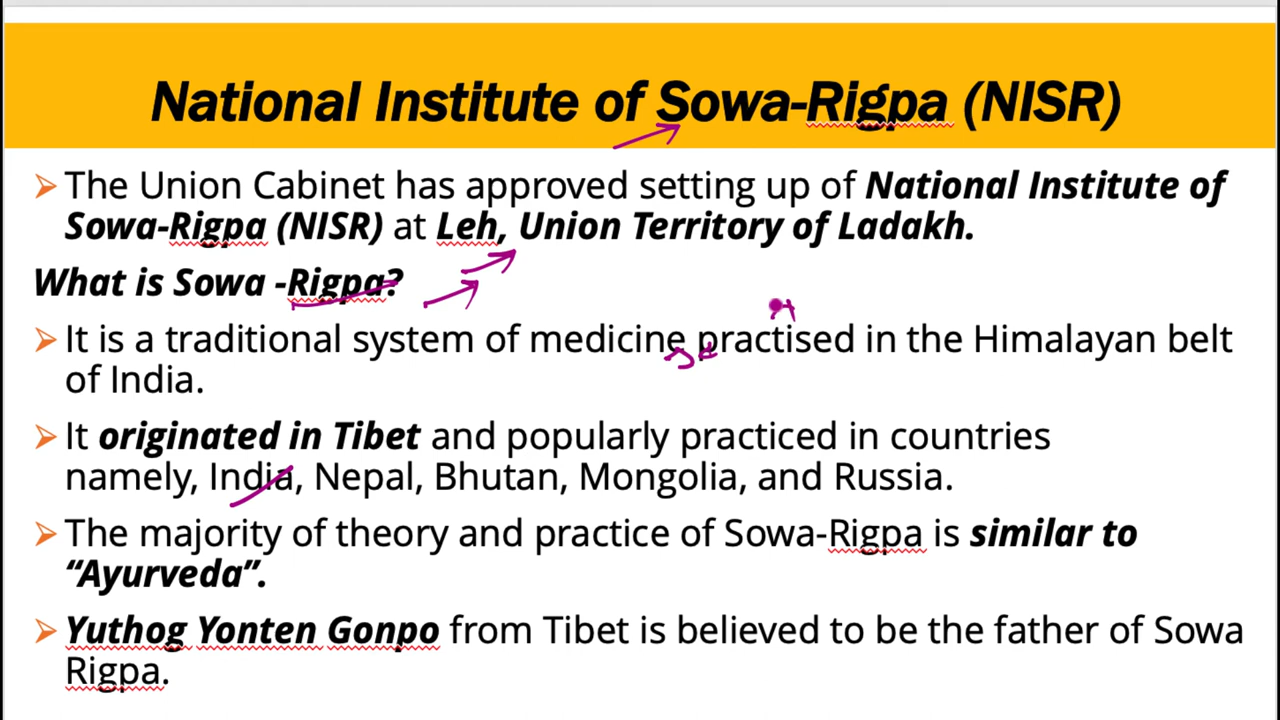 National Institute of Sowa-Rigpa (NISR)
➢ The Union Cabinet has approved setting up of National Institute of
Sowa-Rigpa (NISR) at Leh, Union Territory of Ladakh.
What is Sowa -Rigpa?
➢ It is a traditional system of medicine practised in the Himalayan belt
of India.
➢ It originated in Tibet and popularly practiced in countries
namely, India, Nepal, Bhutan, Mongolia, and Russia.
➢ The majority of theory and practice of Sowa-Rigpa is similar to
“Ayurveda”.
➢ Yuthog Yonten Gonpo from Tibet is believed to be the father of Sowa
Rigpa.